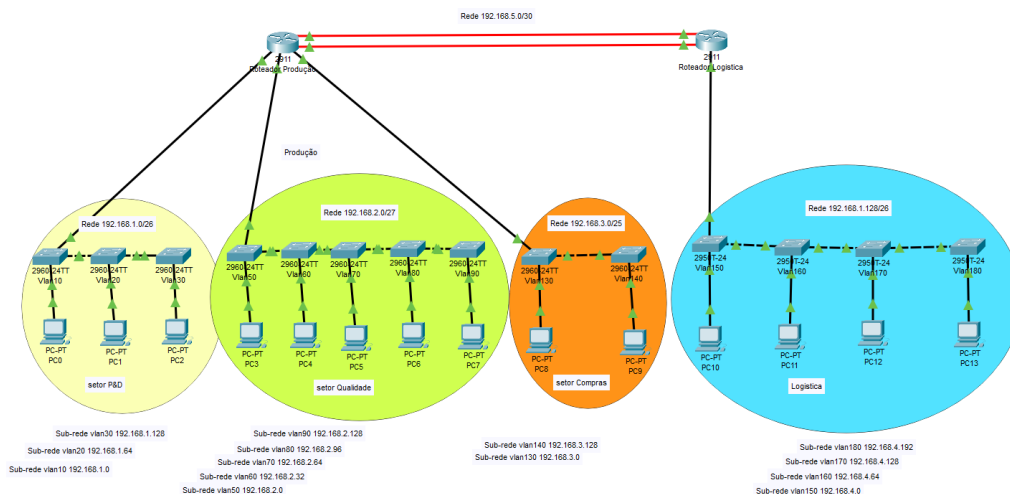 Rede 192.168.5.0/30
2911
Roteador Produção
2911
Roteador Logistica
Produção
Rede 192.168.1.0/26
Rede 192.168.2.0/27
Rede 192.168.3.0/25
Rede 192.168.1.128/26
2960-24TT
Vlan10
2960-24TT
Vlan20
2960-24TT
Vlan30
2960-24TT
Vlan50
2960-24TT
Vlan60
2960-24TT
Vlan70
2960-24TT
Vlan80
2960-24TT
Vlan90
2960-24TT
Vlan130
2960-24TT
Vlan140
2950T-24
Vlan150
2950T-24
Vlan160
2950T-24
Vlan170
2950T-24
Vlan180
PC-PT
PC0
PC-PT
PC1
PC-PT
PC2
PC-PT
PC3
PC-PT
PC4
PC-PT
PC5
PC-PT
PC6
PC-PT
PC7
PC-PT
PC8
PC-PT
PC9
PC-PT
PC10
PC-PT
PC11
PC-PT
PC12
PC-PT
PC13
setor P&D
setor Qualidade
setor Compras
Logistica
Sub-rede vlan30 192.168.1.128
Sub-rede vlan20 192.168.1.64
Sub-rede vlan10 192.168.1.0
Sub-rede vlan90 192.168.2.128
Sub-rede vlan80 192.168.2.96
Sub-rede vlan70 192.168.2.64
Sub-rede vlan60 192.168.2.32
Sub-rede vlan50 192.168.2.0
Sub-rede vlan140 192.168.3.128
Sub-rede vlan130 192.168.3.0
Sub-rede vlan180 192.168.4.192
Sub-rede vlan170 192.168.4.128
Sub-rede vlan160 192.168.4.64
Sub-rede vlan150 192.168.4.0